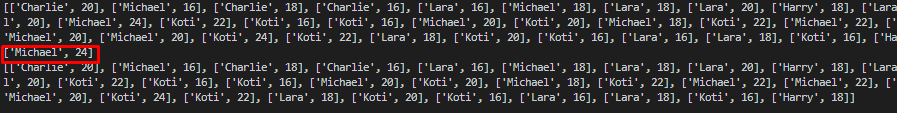 [['Charlie', 20], ['Michael', 16], ['Charlie', 18], ['Charlie', 16], ['Lara', 16], ['Michael', 18], ['Lara', 18], ['Lara', 20], ['Harry', 18], ['Lara
, 20], ['Michael', 24], ['Koti', 22], ['Koti', 16], ['Koti', 16], ['Michael', 20], ['Koti', 20], ['Michael', 18], ['Koti', 22], ['Michael', 22], [
'Michael', 20], ['Michael', 20], ['Koti', 24], ['Koti', 22], ['Lara', 18], ['Koti', 20], ['Koti', 16], ['Lara', 16], ['Lara', 18], ['Koti', 16], ['Ha
['Michael', 24]
[['Charlie', 20], ['Michael', 16], ['Charlie', 18], ['Charlie', 16], ['Lara', 16], ['Michael', 18], ['Lara', 18], ['Lara', 20], ['Harry', 18], ['Lara
, 20], ['Koti', 22], ['Koti', 16], ['Koti', 16], ['Michael', 20], ['Koti', 20], ['Michael', 18], ['Koti', 22], ['Michael', 22], ['Michael', 22], [
'Michael', 20], ['Koti', 24], ['Koti', 22], ['Lara', 18], ['Koti', 20], ['Koti', 16], ['Lara', 16], ['Lara', 18], ['Koti', 16], ['Harry', 18]]